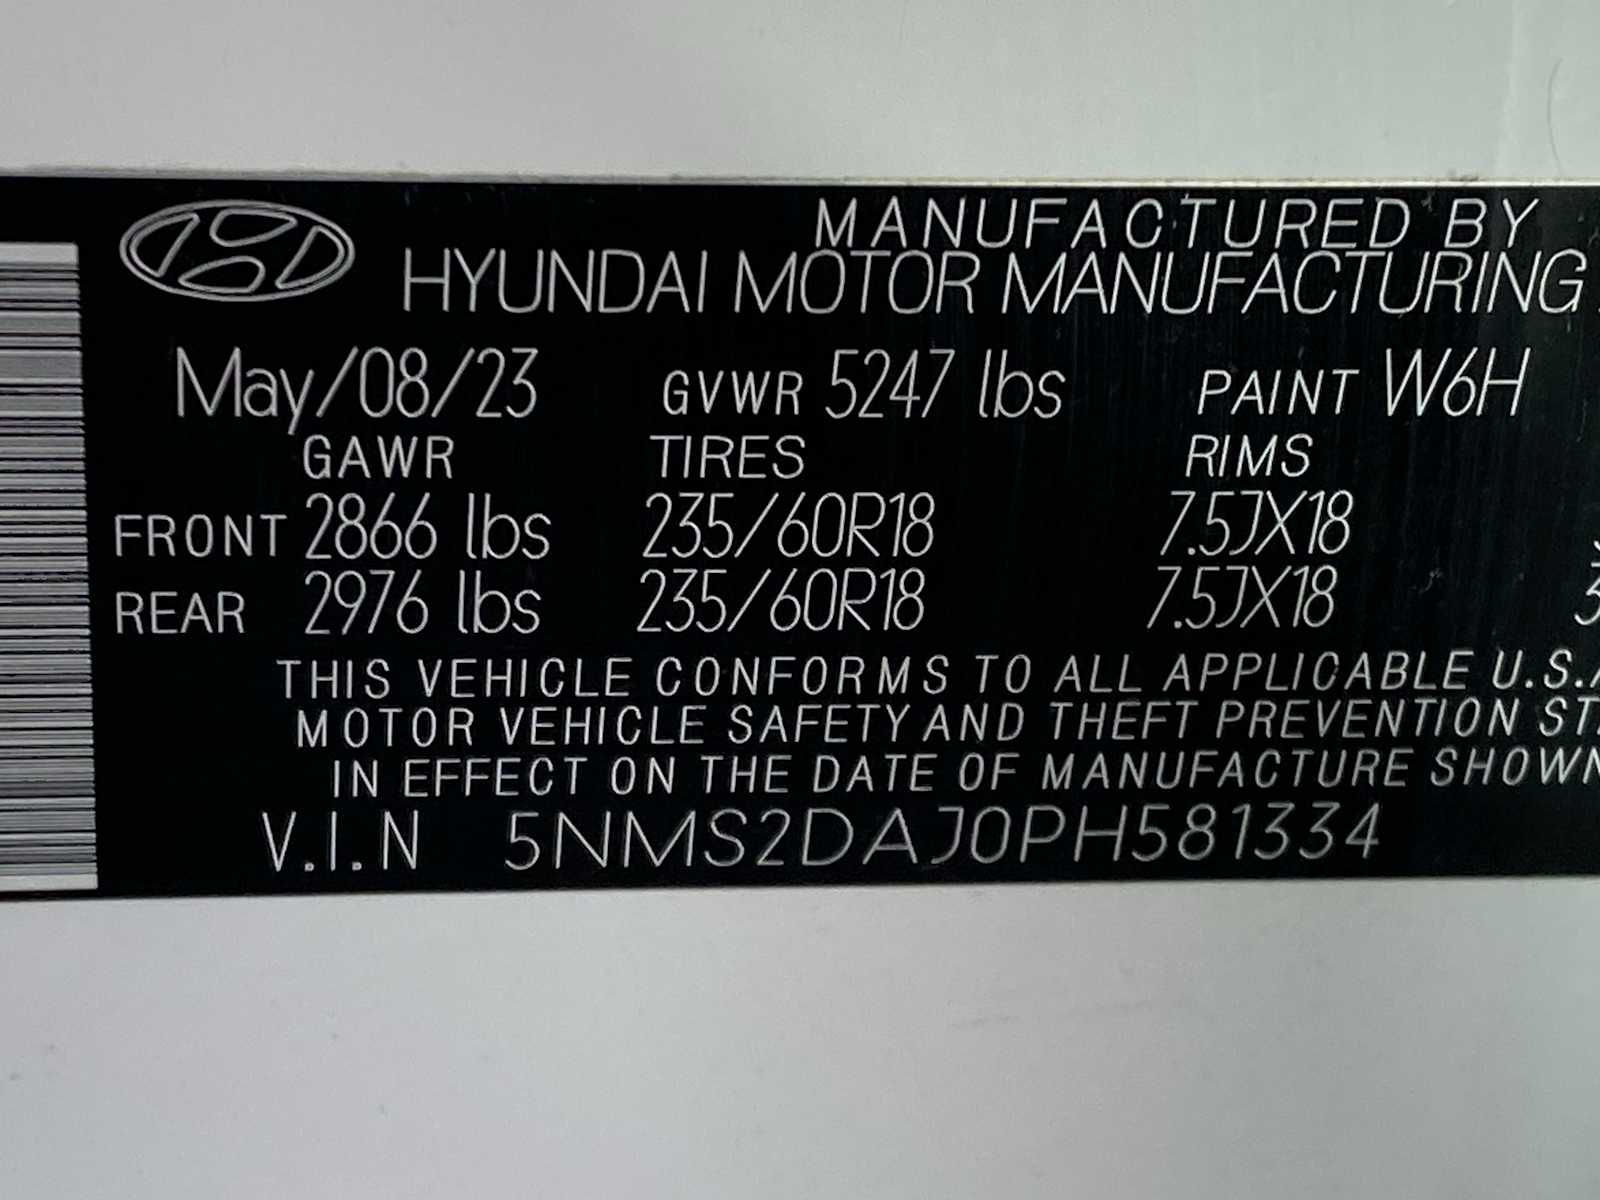 MANUFACTURED BY
HYUNDAI MOTOR MANUFACTURING
May/08/23 GVWR 5247 lbs PAINT W6H
GAWR TIRES RIMS
FRONT 2866 lbs 235/60R18 7.5JX18
REAR 2976 lbs 235/60R18 7.5JX18
THIS VEHICLE CONFORMS TO ALL APPLICABLE U.S.A
MOTOR VEHICLE SAFETY AND THEFT PREVENTION
IN EFFECT ON THE DATE OF MANUFACTURE SHOWN
V.I.N 5NMS2DAJ0PH581334